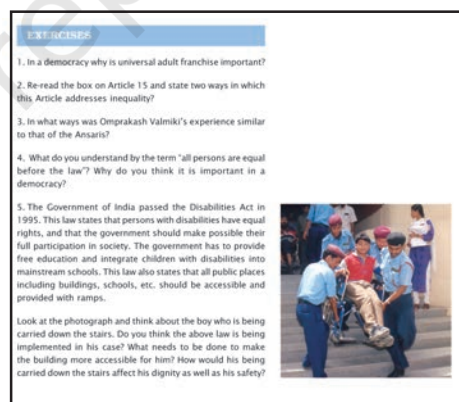 EXERCISES
1. In a democracy why is universal adult franchise important?
2. Re-read the box on Article 15 and state two ways in which
this Article addresses inequality?
3. In what ways was Omprakash Valmiki's experience similar
to that of the Ansaris?
4. What do you understand by the term "all persons are equal
before the law"? Why do you think it is important in a
democracy?
5. The Government of India passed the Disabilities Act in
1995. This law states that persons with disabilities have equal
rights, and that the government should make possible their
full participation in society. The government has to provide
free education and integrate children with disabilities into
mainstream schools. This law also states that all public places
including buildings, schools, etc. should be accessible and
provided with ramps.
Look at the photograph and think about the boy who is being
carried down the stairs. Do you think the above law is being
implemented in his case? What needs to be done to make
the building more accessible for him? How would his being
carried down the stairs affect his dignity as well as his safety?